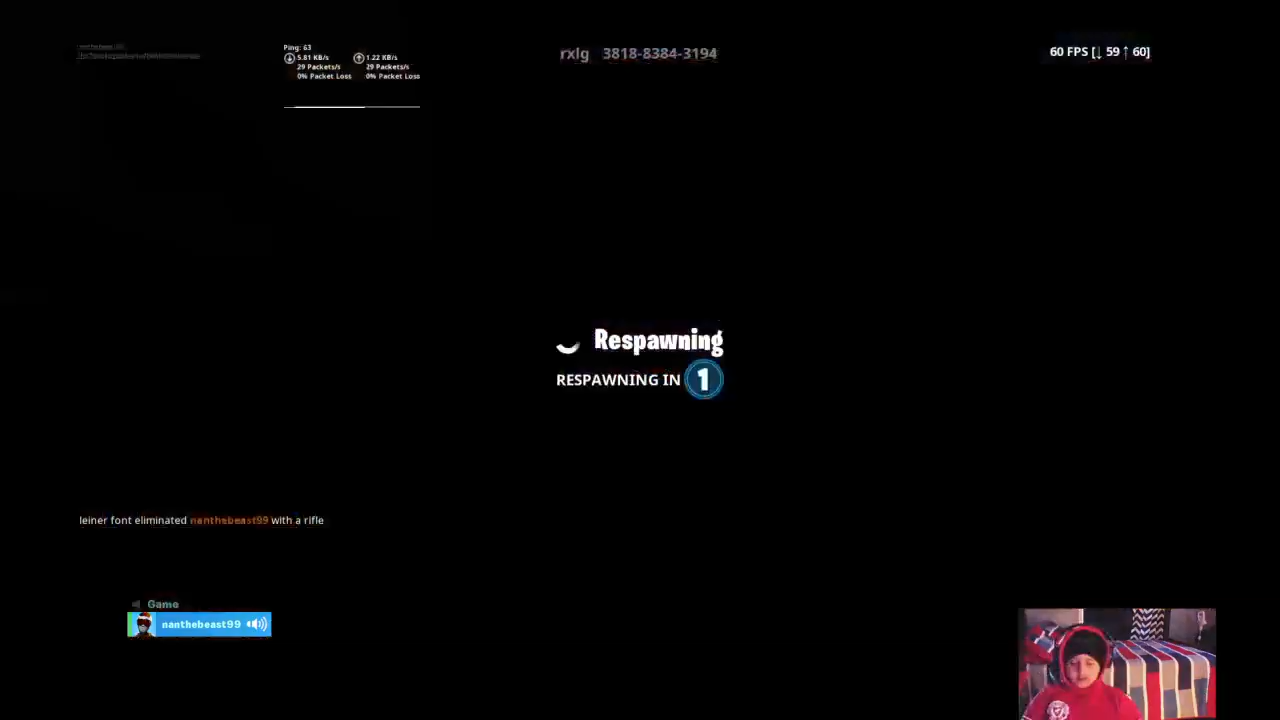 Ping: 63
5.81 KB/s
29 Packets/s
0% Packet Loss
1.22 KB/s
29 Packets/s
0% Packet Loss
rxlg 3818-8384-3194
60 FPS [↓ 59 ↑ 60]
Respawning
RESPAWNING IN 1
leiner font eliminated nanthebeast99 with a rifle
Game
nanthebeast99